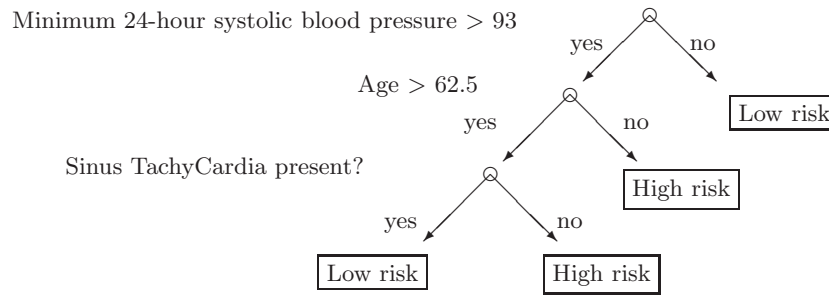 Minimum 24-hour systolic blood pressure > 93
yes
no
Age > 62.5
Low risk
yes
no
Sinus TachyCardia present?
High risk
yes
no
Low risk
High risk